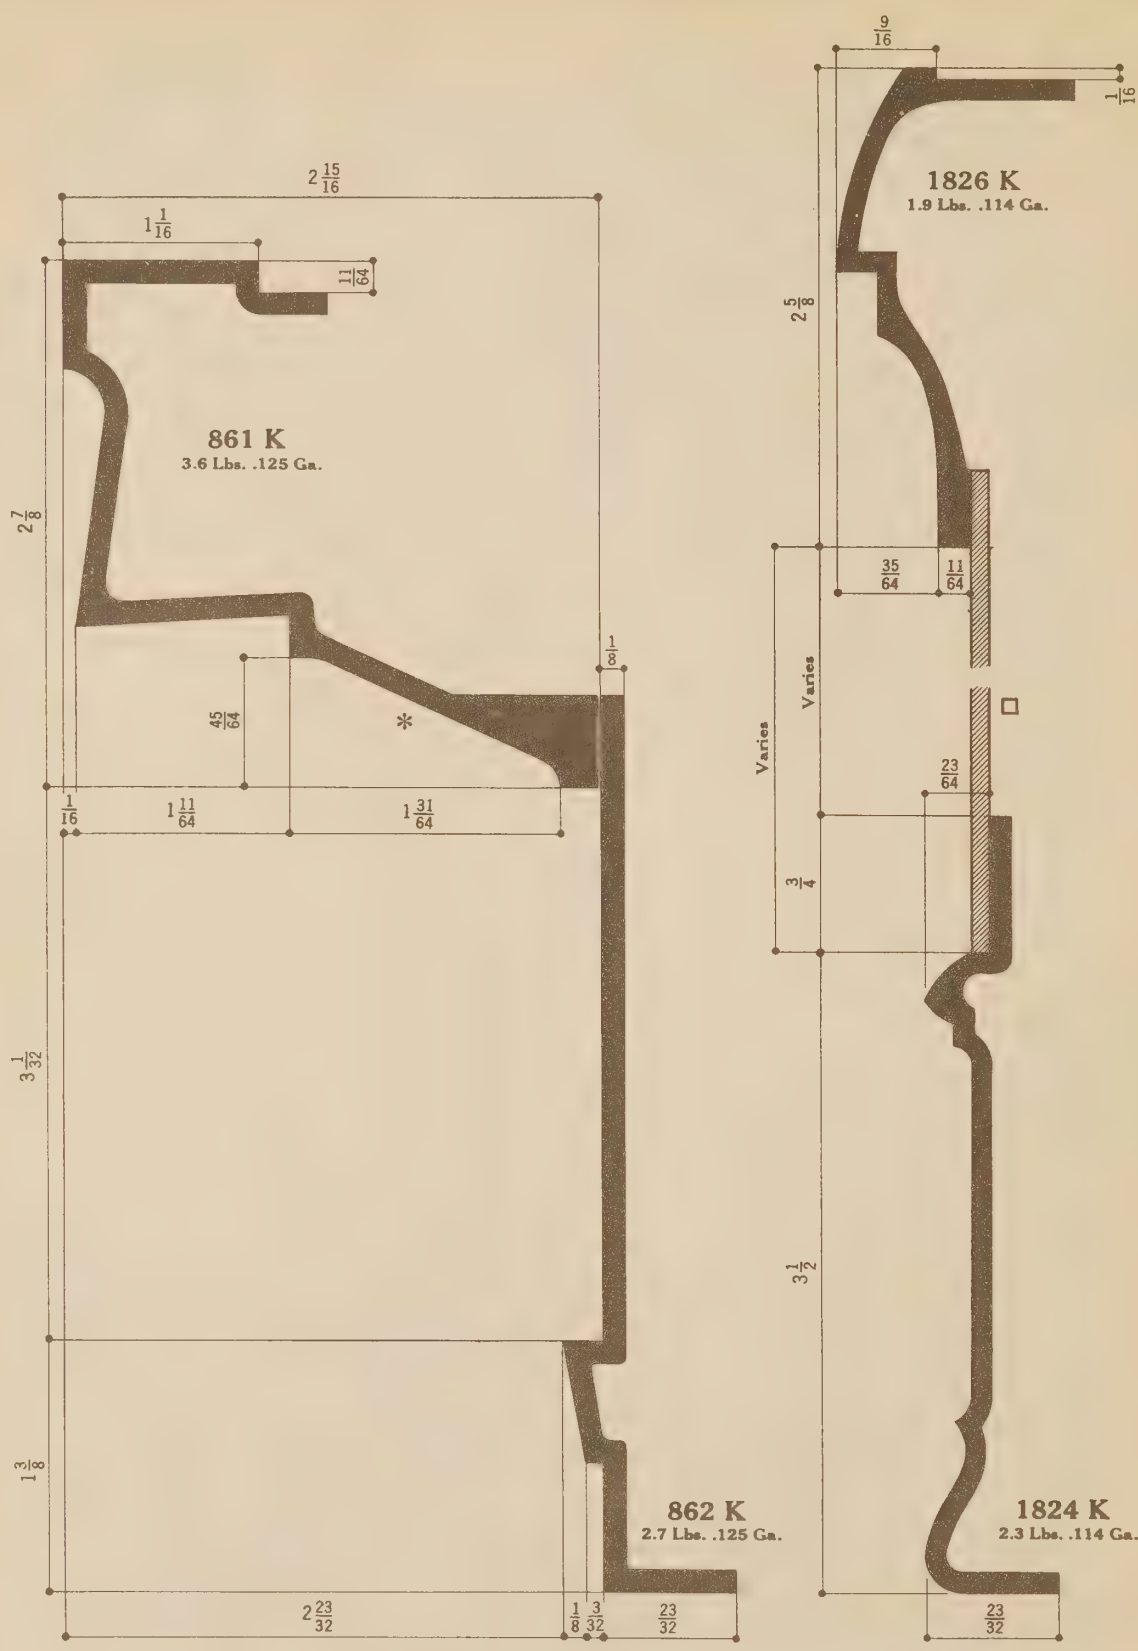 9/16
1/16
1826 K
1.9 Lbs. .114 Ga.
2 15/16
1 1/16
11/64
2 5/8
861 K
3.6 Lbs. .125 Ga.
2 7/8
35/64
11/64
1/8
Varies
Varies
*
45/64
23/64
1/16
1 11/64
1 31/64
3/4
3 1/32
3 1/2
1 3/8
862 K
2.7 Lbs. .125 Ga.
1824 K
2.3 Lbs. .114 Ga.
2 23/32
1/8
3/32
23/32
23/32